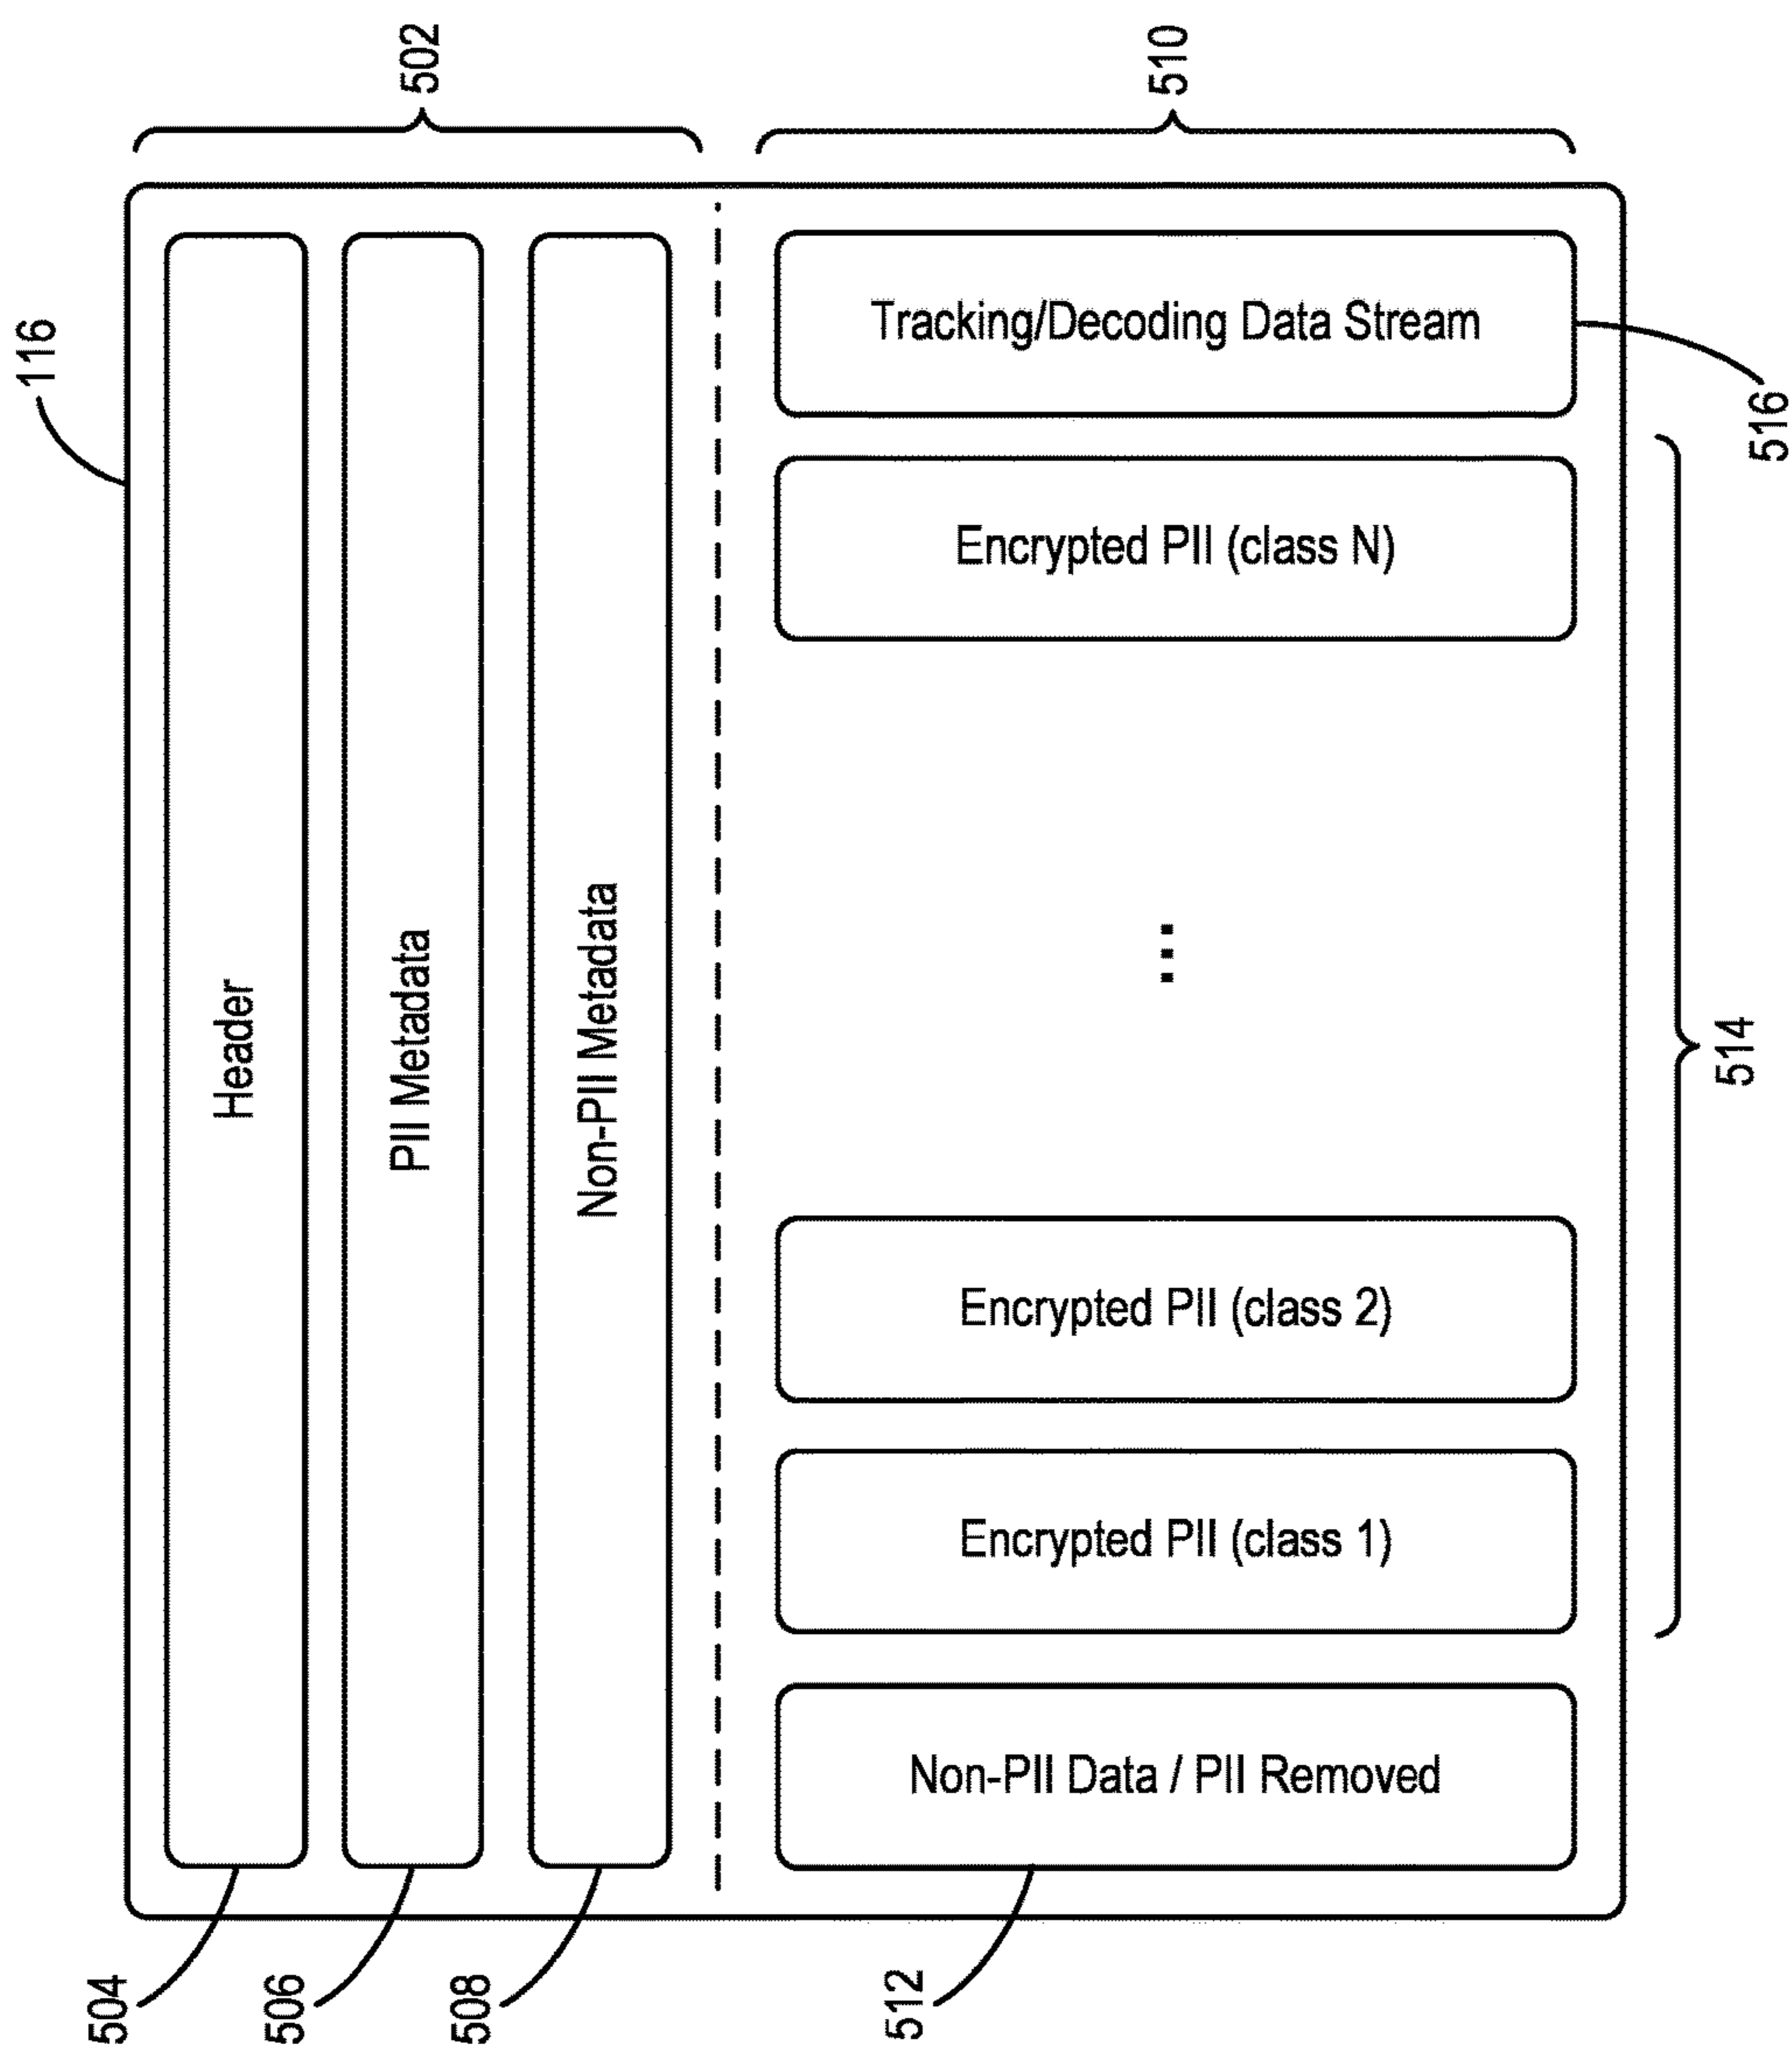 116
504
Header
502
506
PII Metadata
508
Non-PII Metadata
512
Non-PII Data / PII Removed
Encrypted PII (class 1)
Encrypted PII (class 2)
...
Encrypted PII (class N)
Tracking/Decoding Data Stream
510
514
516